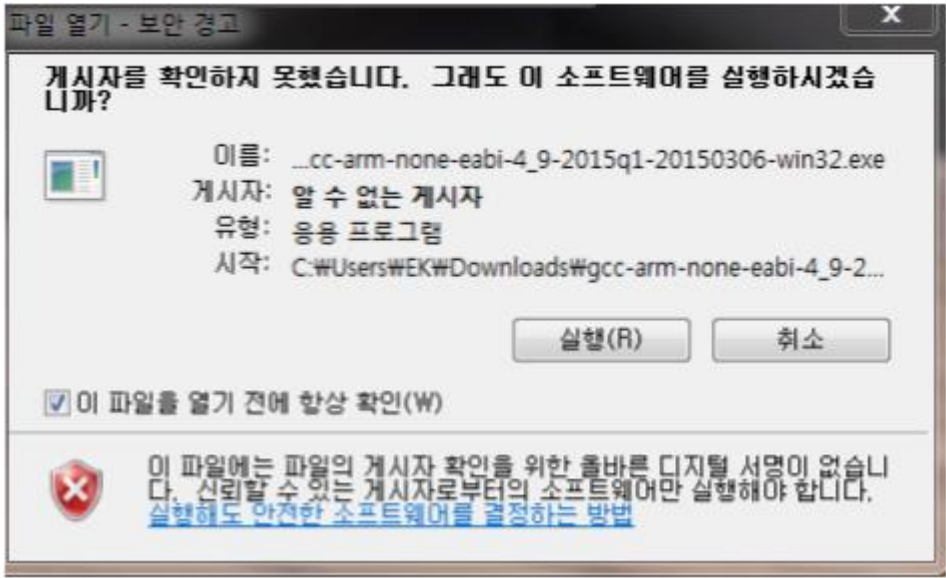 파일 열기 - 보안 경고
게시자를 확인하지 못했습니다. 그래도 이 소프트웨어를 실행하시겠습
니까?
이름: ...cc-arm-none-eabi-4_9-2015q1-20150306-win32.exe
게시자: 알 수 없는 게시자
유형: 응용 프로그램
시작: C:₩Users₩EK₩Downloads₩gcc-arm-none-eabi-4_9-2...
실행(R) 취소
이 파일을 열기 전에 항상 확인(W)
이 파일에는 파일의 게시자 확인을 위한 올바른 디지털 서명이 없습니
다. 신뢰할 수 있는 게시자로부터의 소프트웨어만 실행해야 합니다.
실행해도 안전한 소프트웨어를 결정하는 방법